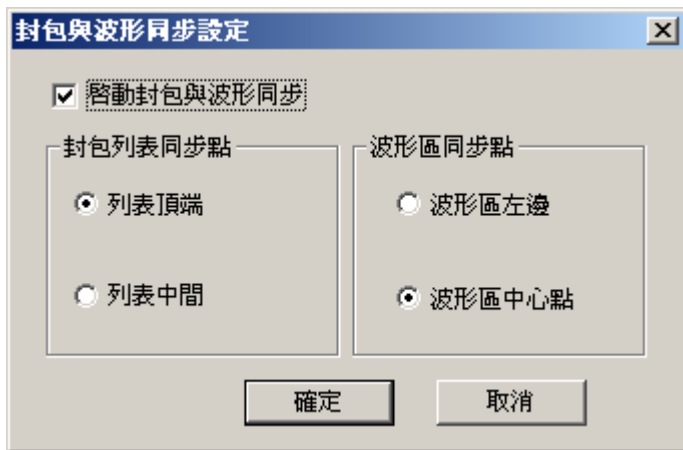 封包與波形同步設定
啓動封包與波形同步
封包列表同步點
列表頂端
列表中間
波形區同步點
波形區左邊
波形區中心點
確定
取消